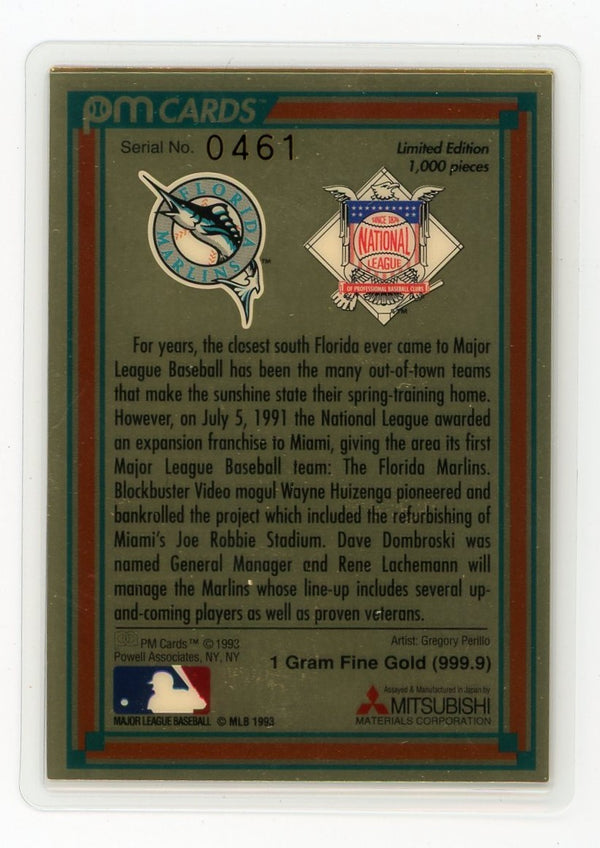 pm CARDS™
Serial No. 0461
Limited Edition
1,000 pieces
FLORIDA
MARLINS
™
SINCE 1876
NATIONAL
LEAGUE
OF PROFESSIONAL BASEBALL CLUBS
™
For years, the closest south Florida ever came to Major
League Baseball has been the many out-of-town teams
that make the sunshine state their spring-training home.
However, on July 5, 1991 the National League awarded
an expansion franchise to Miami, giving the area its first
Major League Baseball team: The Florida Marlins.
Blockbuster Video mogul Wayne Huizenga pioneered and
bankrolled the project which included the refurbishing of
Miami's Joe Robbie Stadium. Dave Dombroski was
named General Manager and Rene Lachemann will
manage the Marlins whose line-up includes several up-
and-coming players as well as proven veterans.
PM Cards™ © 1993
Powell Associates, NY, NY
Artist: Gregory Perillo
1 Gram Fine Gold (999.9)
MAJOR LEAGUE BASEBALL © MLB 1993
Assayed & Manufactured in Japan by
MITSUBISHI
MATERIALS CORPORATION